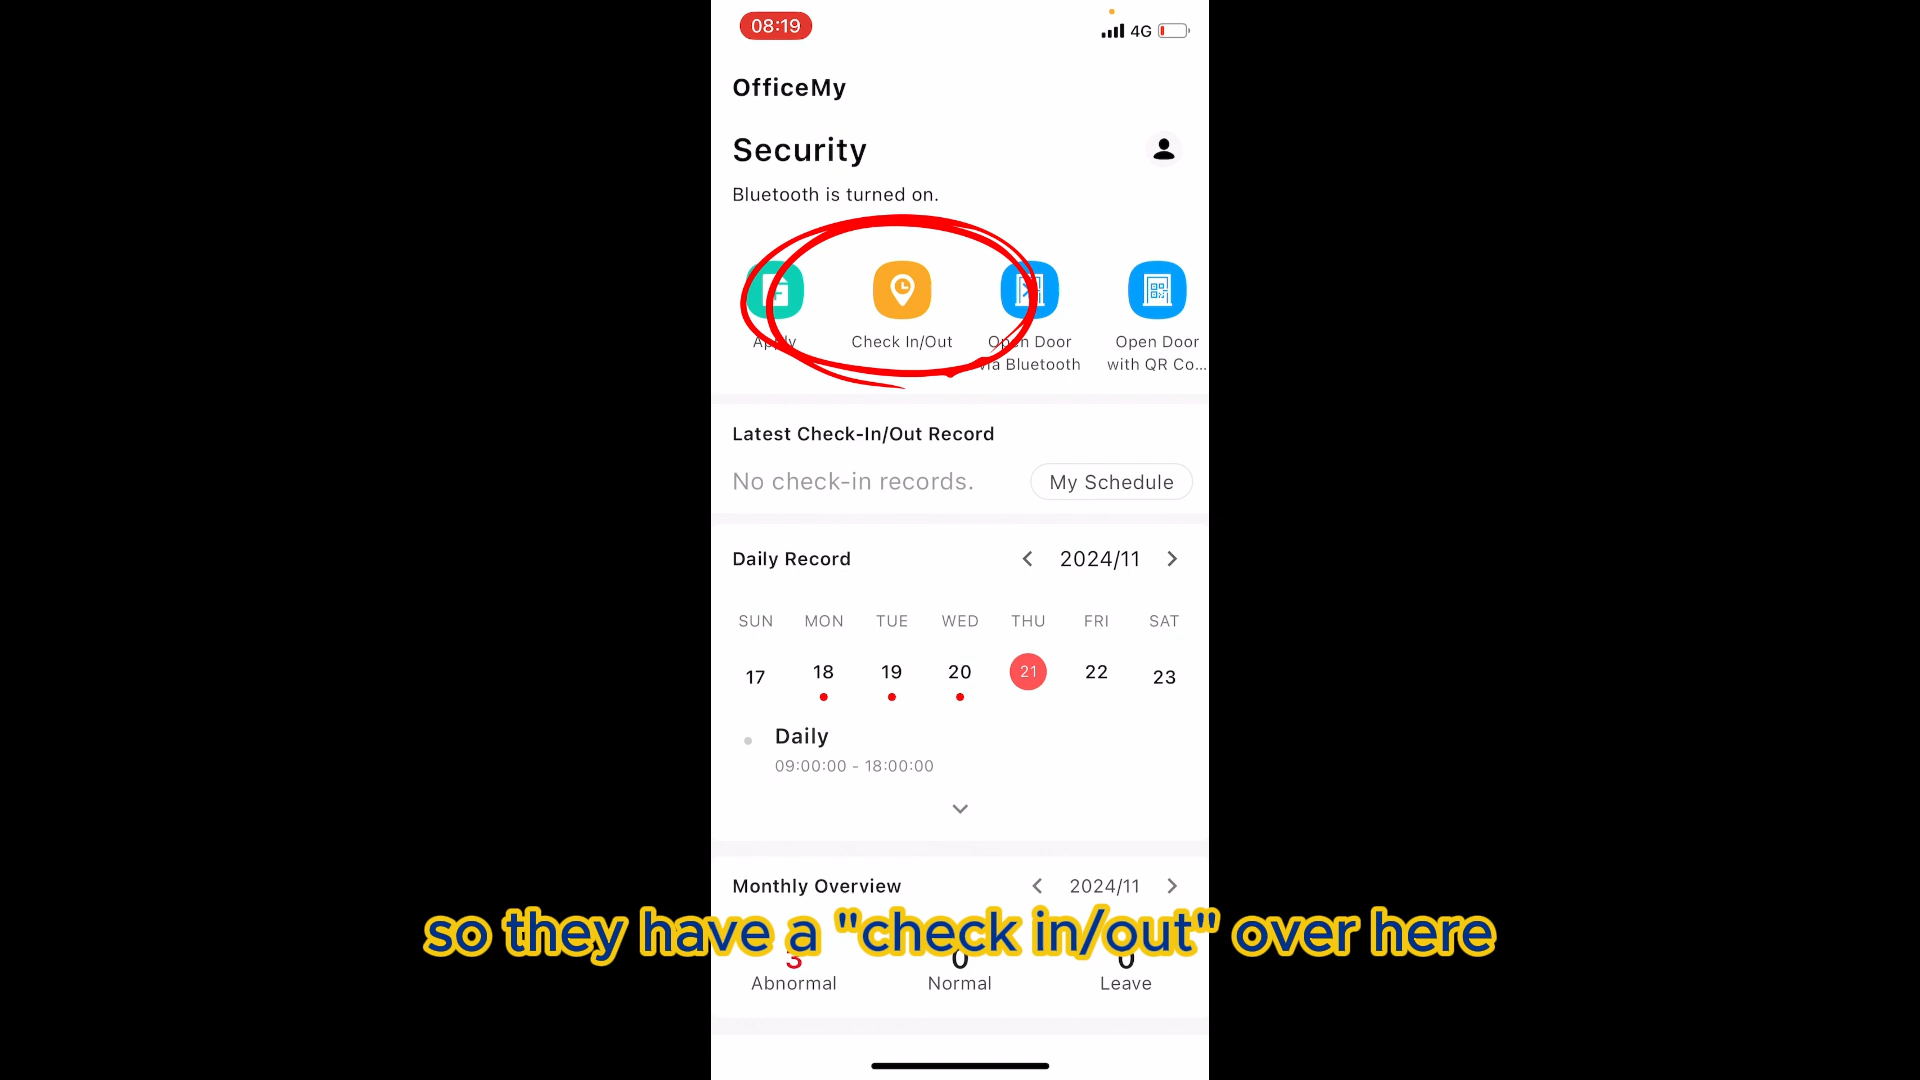 08:19
4G
OfficeMy
Security
Bluetooth is turned on.
Apply
Check In/Out
Open Door
via Bluetooth
Open Door
with QR Co...
Latest Check-In/Out Record
No check-in records.
My Schedule
Daily Record
2024/11
SUN MON TUE WED THU FRI SAT
17 18 19 20 21 22 23
Daily
09:00:00 - 18:00:00
Monthly Overview
2024/11
so they have a "check in/out" over here
3 0 0
Abnormal Normal Leave